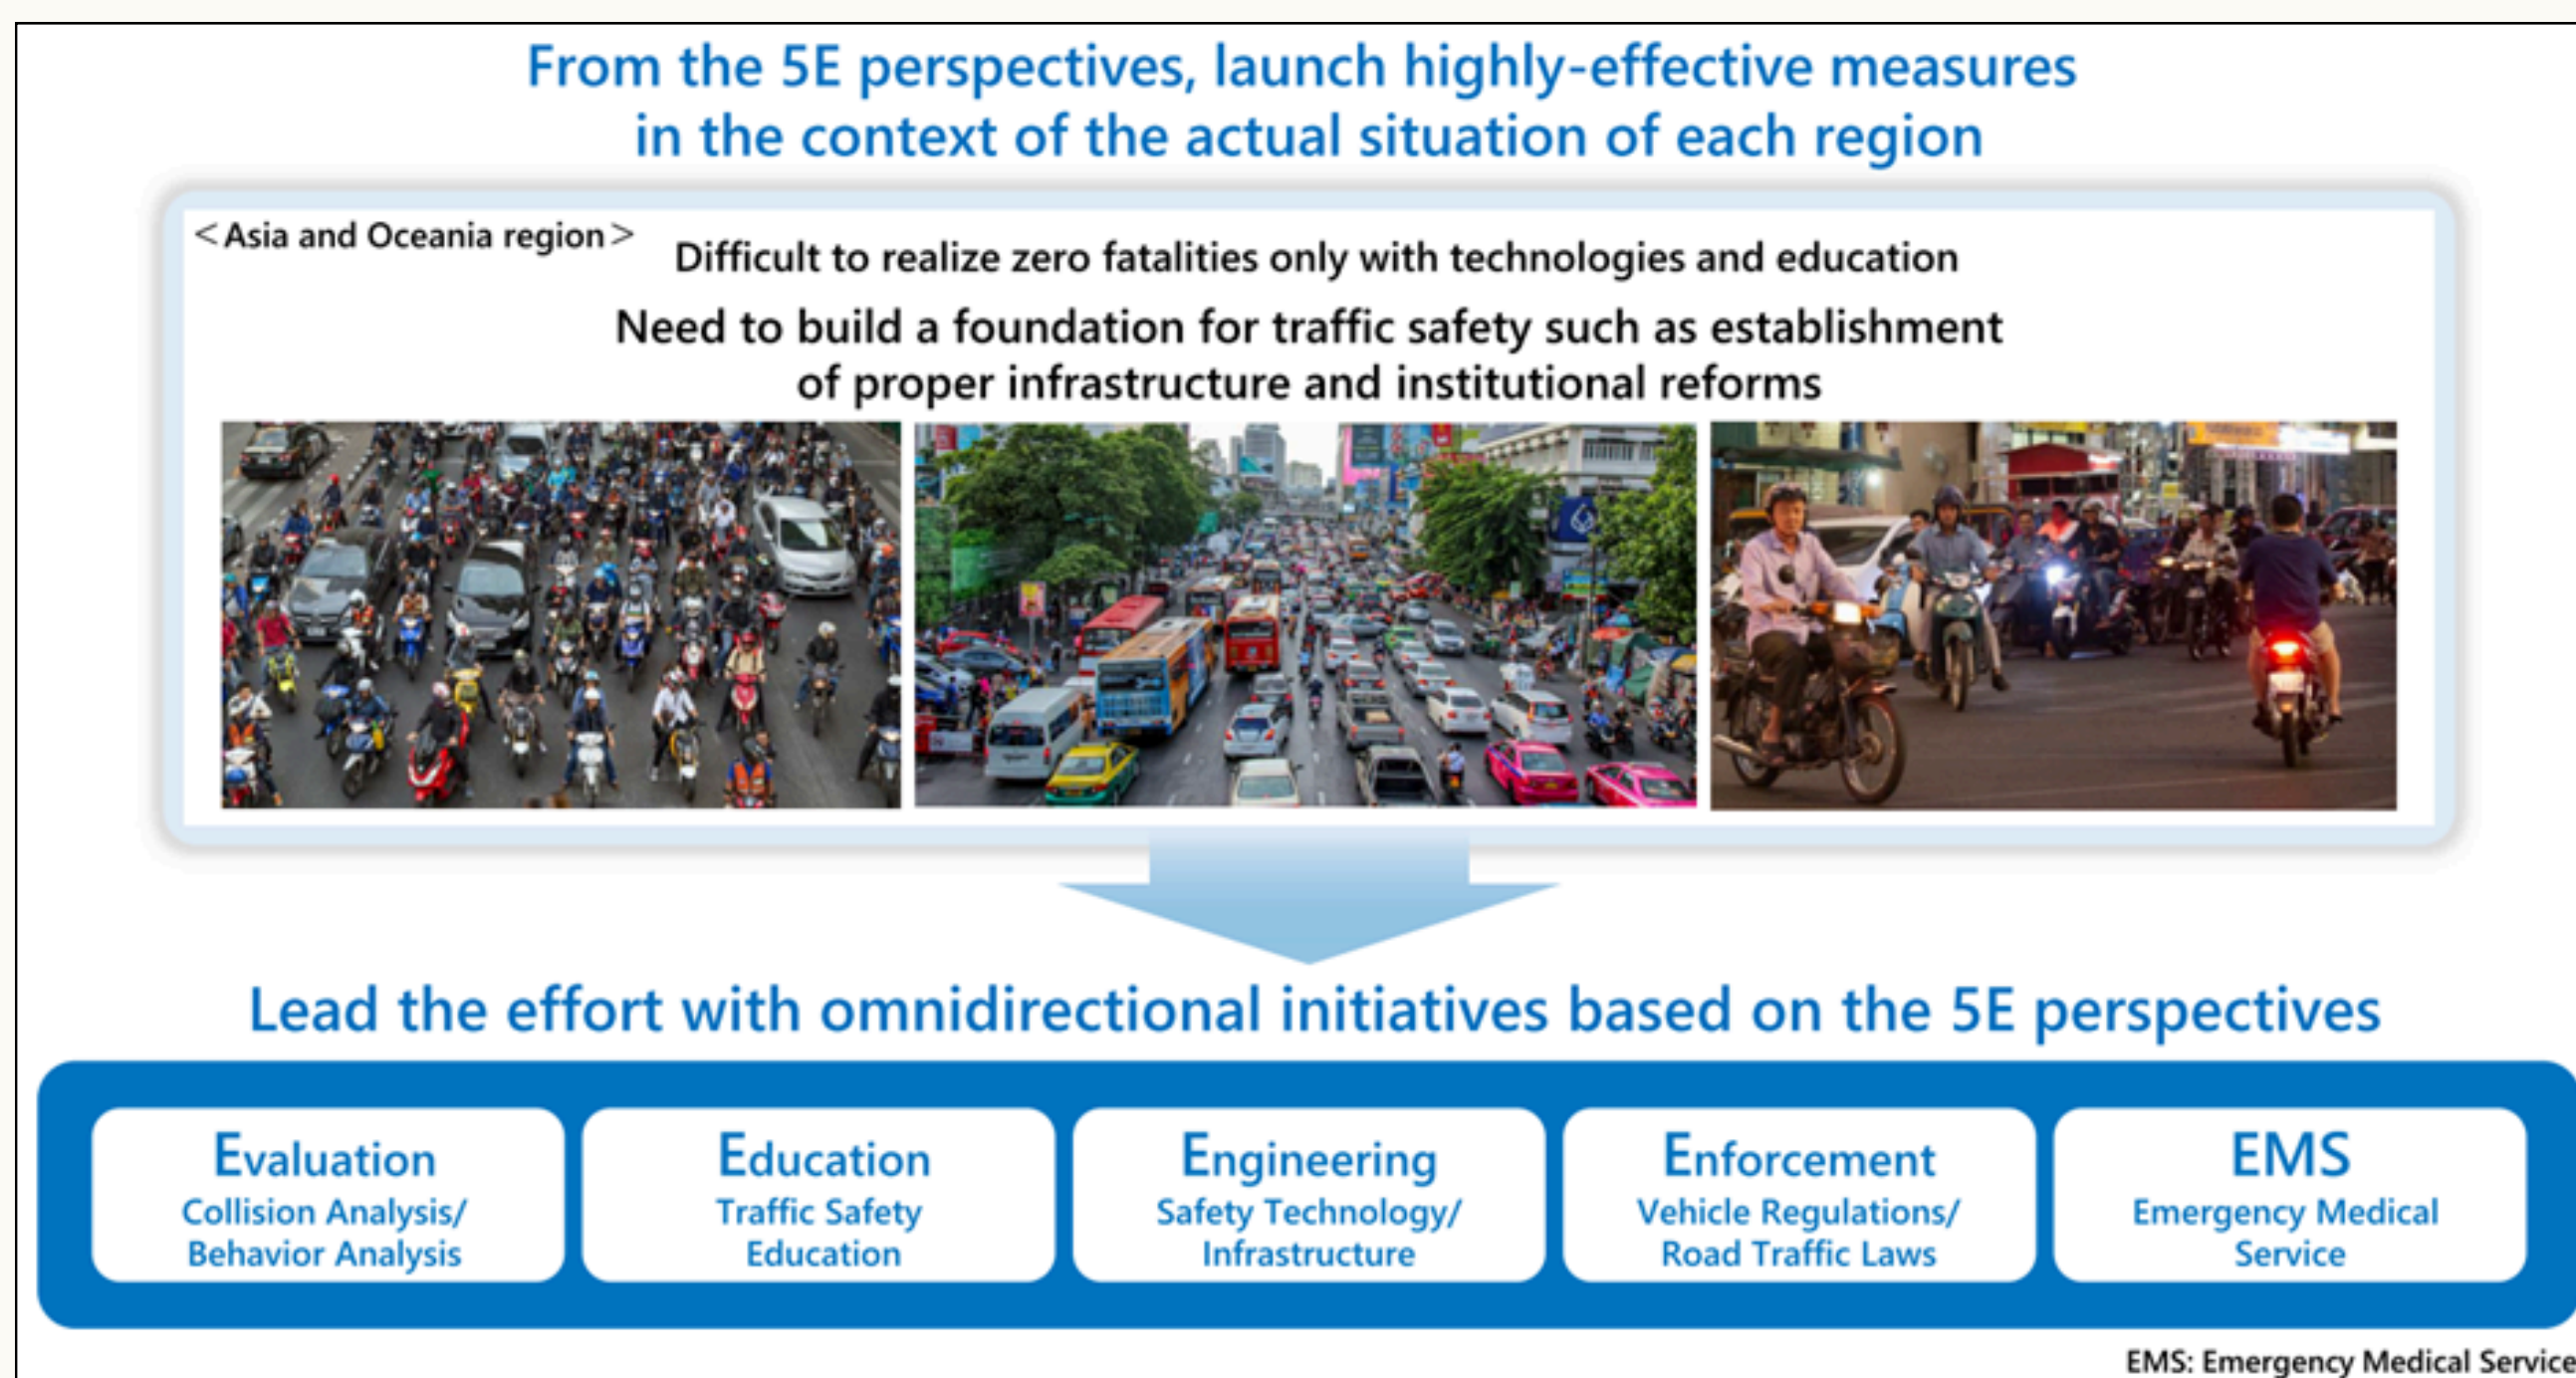 From the 5E perspectives, launch highly-effective measures
in the context of the actual situation of each region
<Asia and Oceania region>
Difficult to realize zero fatalities only with technologies and education
Need to build a foundation for traffic safety such as establishment
of proper infrastructure and institutional reforms
Lead the effort with omnidirectional initiatives based on the 5E perspectives
Evaluation
Collision Analysis/
Behavior Analysis
Education
Traffic Safety
Education
Engineering
Safety Technology/
Infrastructure
Enforcement
Vehicle Regulations/
Road Traffic Laws
EMS
Emergency Medical
Service
EMS: Emergency Medical Service